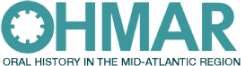 OHMAR
ORAL HISTORY IN THE MID-ATLANTIC REGION